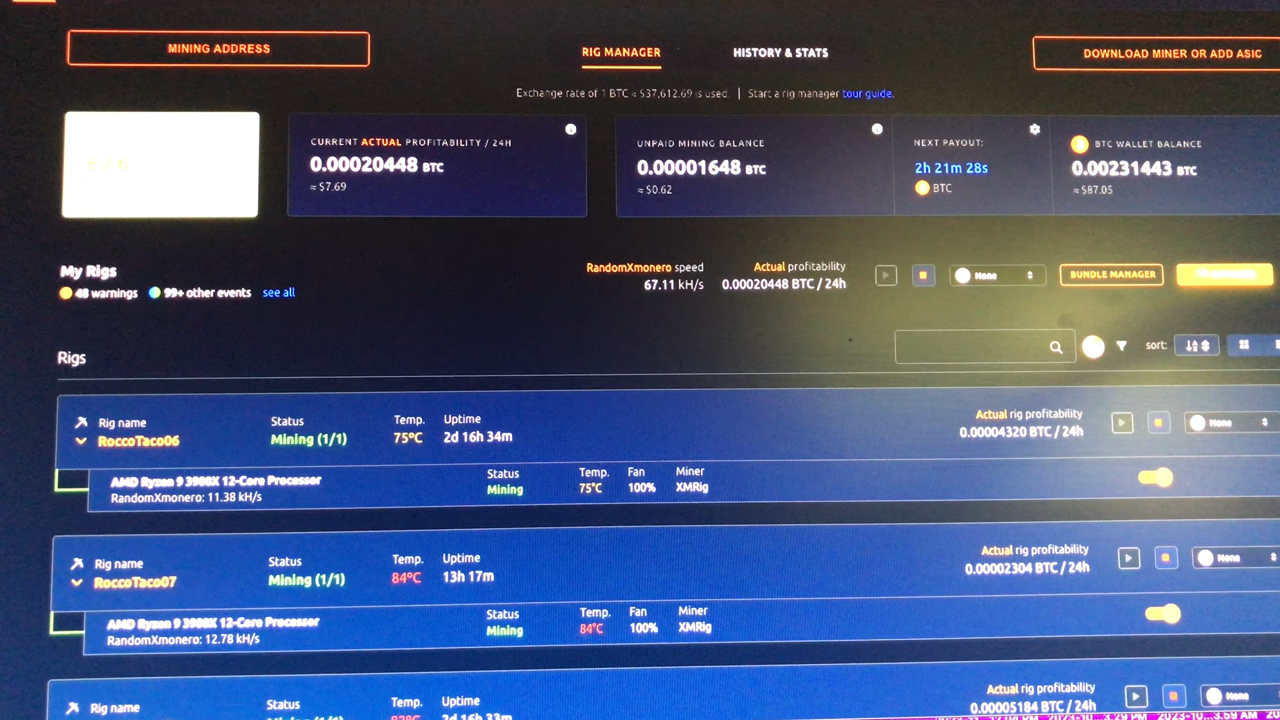 MINING ADDRESS
RIG MANAGER
HISTORY & STATS
DOWNLOAD MINER OR ADD ASIC
Exchange rate of 1 BTC ≈ $37,612.69 is used. | Start a rig manager tour guide.
6 / 6
CURRENT ACTUAL PROFITABILITY / 24H
0.00020448 BTC
≈ $7.69
UNPAID MINING BALANCE
0.00001648 BTC
≈ $0.62
NEXT PAYOUT:
2h 21m 28s
BTC
BTC WALLET BALANCE
0.00231443 BTC
≈ $87.05
My Rigs
48 warnings 99+ other events see all
RandomXmonero speed
67.11 kH/s
Actual profitability
0.00020448 BTC / 24h
None
BUNDLE MANAGER
Rigs
sort:
Rig name
RoccoTaco06
Status
Mining (1/1)
Temp.
75°C
Uptime
2d 16h 34m
Actual rig profitability
0.00004320 BTC / 24h
None
AMD Ryzen 9 3900X 12-Core Processor
RandomXmonero: 11.38 kH/s
Status
Mining
Temp.
75°C
Fan
100%
Miner
XMRig
Rig name
RoccoTaco07
Status
Mining (1/1)
Temp.
84°C
Uptime
13h 17m
Actual rig profitability
0.00002304 BTC / 24h
None
AMD Ryzen 9 3900X 12-Core Processor
RandomXmonero: 12.78 kH/s
Status
Mining
Temp.
84°C
Fan
100%
Miner
XMRig
Rig name
Status
Mining (1/1)
Temp.
Uptime
2d 16h 33m
Actual rig profitability
0.00005184 BTC / 24h
None